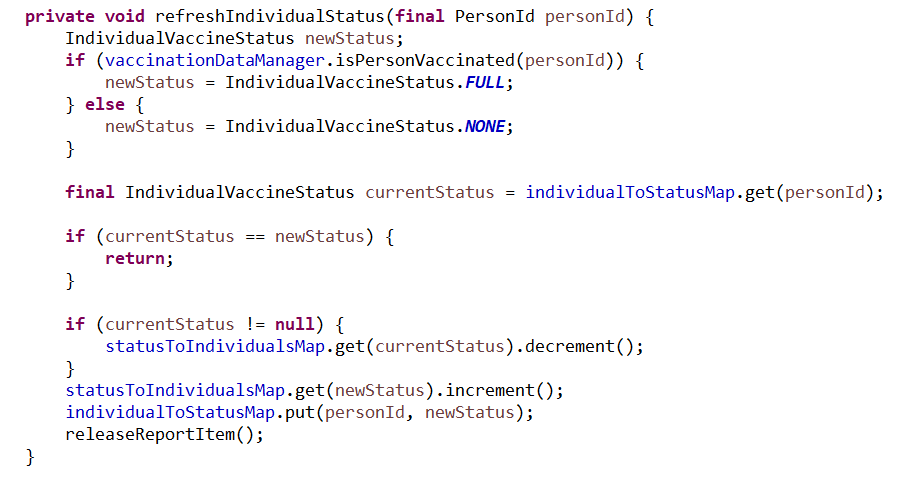 private void refreshIndividualStatus(final PersonId personId) {
    IndividualVaccineStatus newStatus;
    if (vaccinationDataManager.isPersonVaccinated(personId)) {
        newStatus = IndividualVaccineStatus.FULL;
    } else {
        newStatus = IndividualVaccineStatus.NONE;
    }

    final IndividualVaccineStatus currentStatus = individualToStatusMap.get(personId);

    if (currentStatus == newStatus) {
        return;
    }

    if (currentStatus != null) {
        statusToIndividualsMap.get(currentStatus).decrement();
    }
    statusToIndividualsMap.get(newStatus).increment();
    individualToStatusMap.put(personId, newStatus);
    releaseReportItem();
}